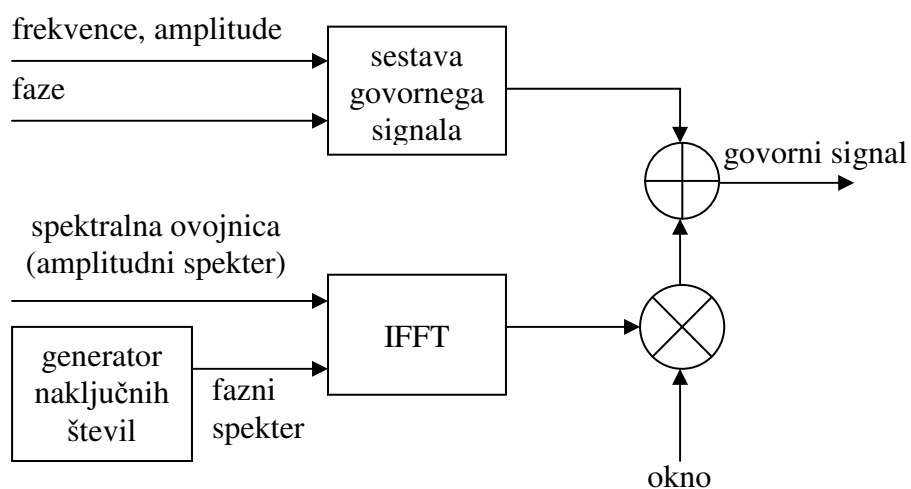 frekvence, amplitude
faze
sestava
govornega
signala
govorni signal
spektralna ovojnica
(amplitudni spekter)
IFFT
generator
naključnih
števil
fazni
spekter
okno